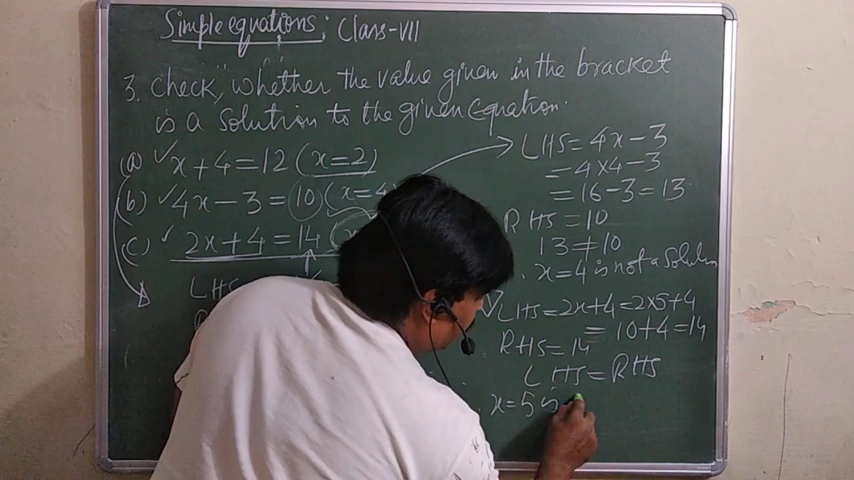 Simple equations: Class-VII
3. Check, whether the value given in the bracket
is a solution to the given Equation.
(a) ✓ x+4=12 (x=2)
(b) ✓ 4x-3=10 (x=4
(c) ✓ 2x+4=14 (
LHS
LHS=4x-3
=4×4-3
=16-3=13
RHS=10
13≠10
x=4 is not a solution
LHS=2x+4=2×5+4
=10+4=14
RHS=14
LHS=RHS
x=5 is